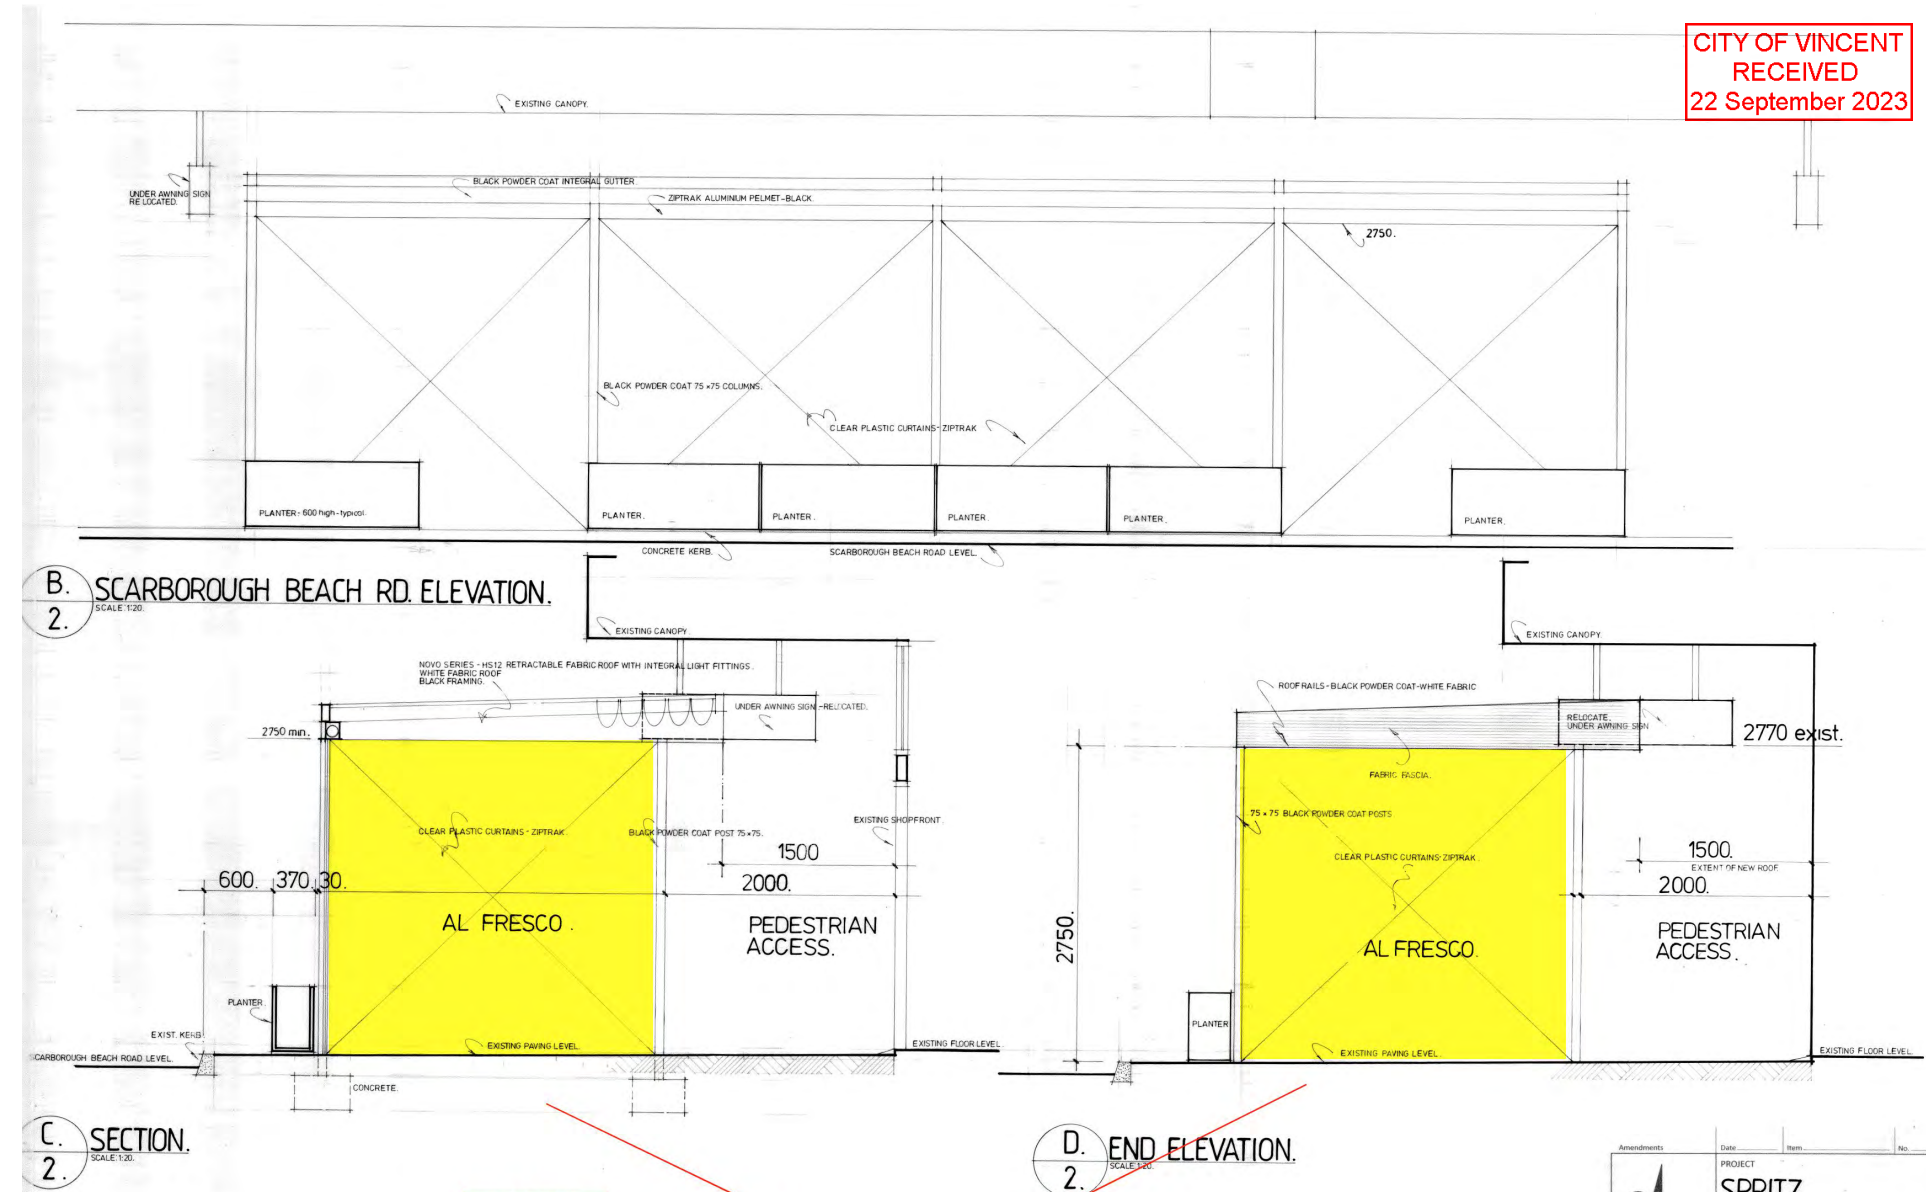 CITY OF VINCENT
RECEIVED
22 September 2023
EXISTING CANOPY.
UNDER AWNING SIGN
RE LOCATED.
BLACK POWDER COAT INTEGRAL GUTTER.
ZIPTRAK ALUMINIUM PELMET-BLACK.
2750.
BLACK POWDER COAT 75 x75 COLUMNS.
CLEAR PLASTIC CURTAINS-ZIPTRAK
PLANTER - 600 high - typical.
PLANTER.
PLANTER.
PLANTER.
PLANTER.
PLANTER.
CONCRETE KERB.
SCARBOROUGH BEACH ROAD LEVEL.
B.
2.
SCARBOROUGH BEACH RD. ELEVATION.
SCALE 1:20.
EXISTING CANOPY
NOVO SERIES - HS12 RETRACTABLE FABRIC ROOF WITH INTEGRAL LIGHT FITTINGS.
WHITE FABRIC ROOF
BLACK FRAMING.
UNDER AWNING SIGN -RELOCATED.
2750 min.
CLEAR PLASTIC CURTAINS - ZIPTRAK.
BLACK POWDER COAT POST 75x75.
EXISTING SHOPFRONT.
1500
600.
370.
30.
2000.
AL FRESCO.
PEDESTRIAN
ACCESS.
PLANTER.
EXIST. KERB
SCARBOROUGH BEACH ROAD LEVEL.
EXISTING PAVING LEVEL.
EXISTING FLOOR LEVEL
CONCRETE.
C.
2.
SECTION.
SCALE 1:20.
EXISTING CANOPY.
ROOF RAILS-BLACK POWDER COAT-WHITE FABRIC
RELOCATE.
UNDER AWNING SIGN
2770 exist.
FABRIC FASCIA.
75 x 75 BLACK POWDER COAT POSTS.
CLEAR PLASTIC CURTAINS-ZIPTRAK.
1500.
EXTENT OF NEW ROOF
2000.
2750.
AL FRESCO.
PEDESTRIAN
ACCESS.
PLANTER
EXISTING PAVING LEVEL.
EXISTING FLOOR LEVEL.
D.
2.
END ELEVATION.
SCALE 1:20.
Amendments
Date
Item
No.
PROJECT
SPRITZ